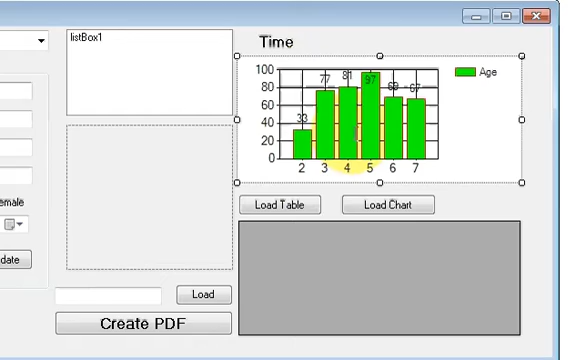 listBox1
Time
100
80
60
40
20
0
33
77
81
97
69
67
2 3 4 5 6 7
Age
emale
Load Table
Load Chart
date
Load
Create PDF